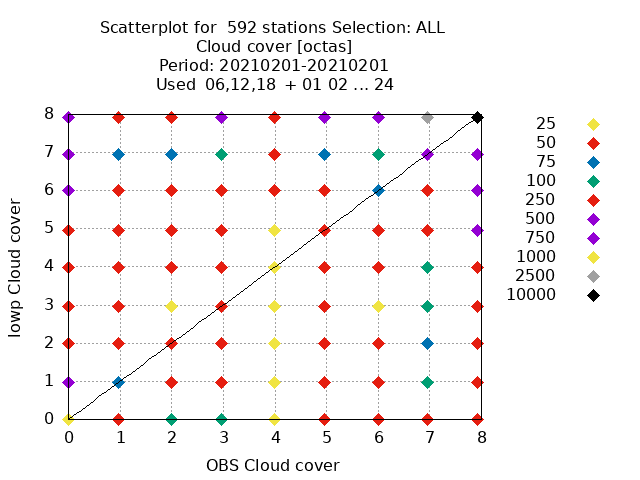 Scatterplot for  592 stations Selection: ALL
Cloud cover [octas]
Period: 20210201-20210201
Used  06,12,18  + 01 02 ... 24
8
7
6
5
4
3
2
1
0
Iowp Cloud cover
0 1 2 3 4 5 6 7 8
OBS Cloud cover
25
50
75
100
250
500
750
1000
2500
10000